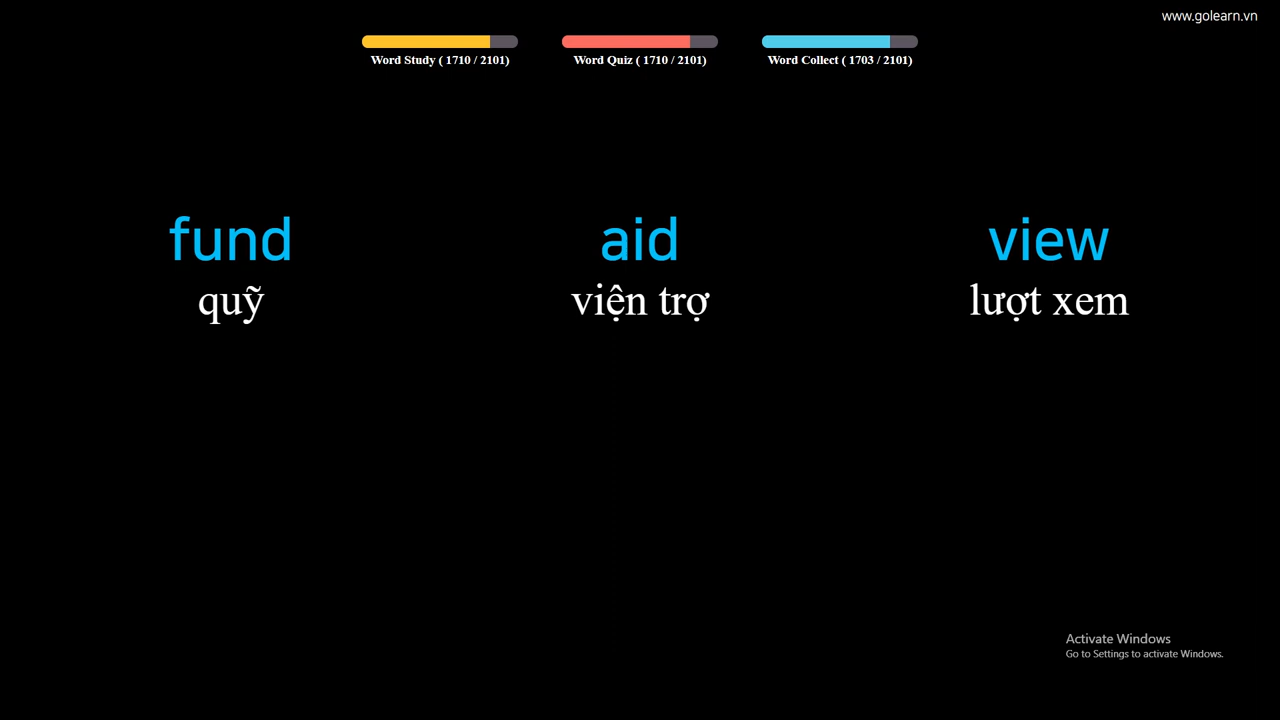 www.golearn.vn
Word Study ( 1710 / 2101)
Word Quiz ( 1710 / 2101)
Word Collect ( 1703 / 2101)
fund
quỹ
aid
viện trợ
view
lượt xem
Activate Windows
Go to Settings to activate Windows.